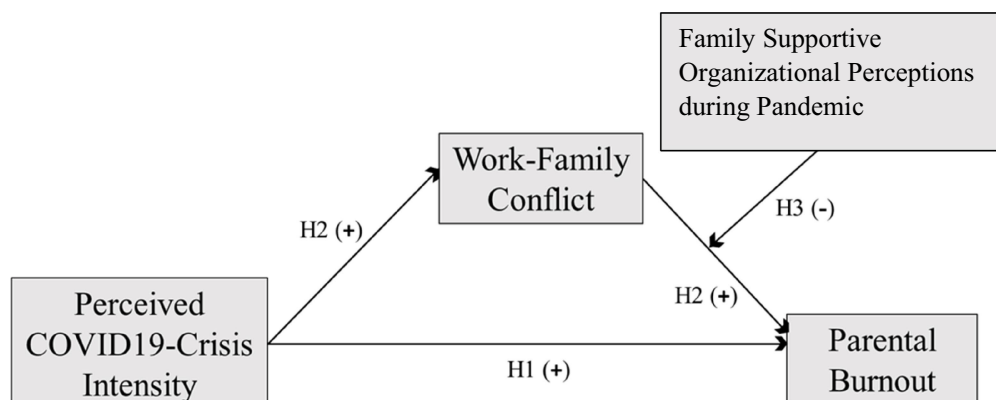 Family Supportive
Organizational Perceptions
during Pandemic
Work-Family
Conflict
H3 (-)
H2 (+)
H2 (+)
Perceived
COVID19-Crisis
Intensity
H1 (+)
Parental
Burnout